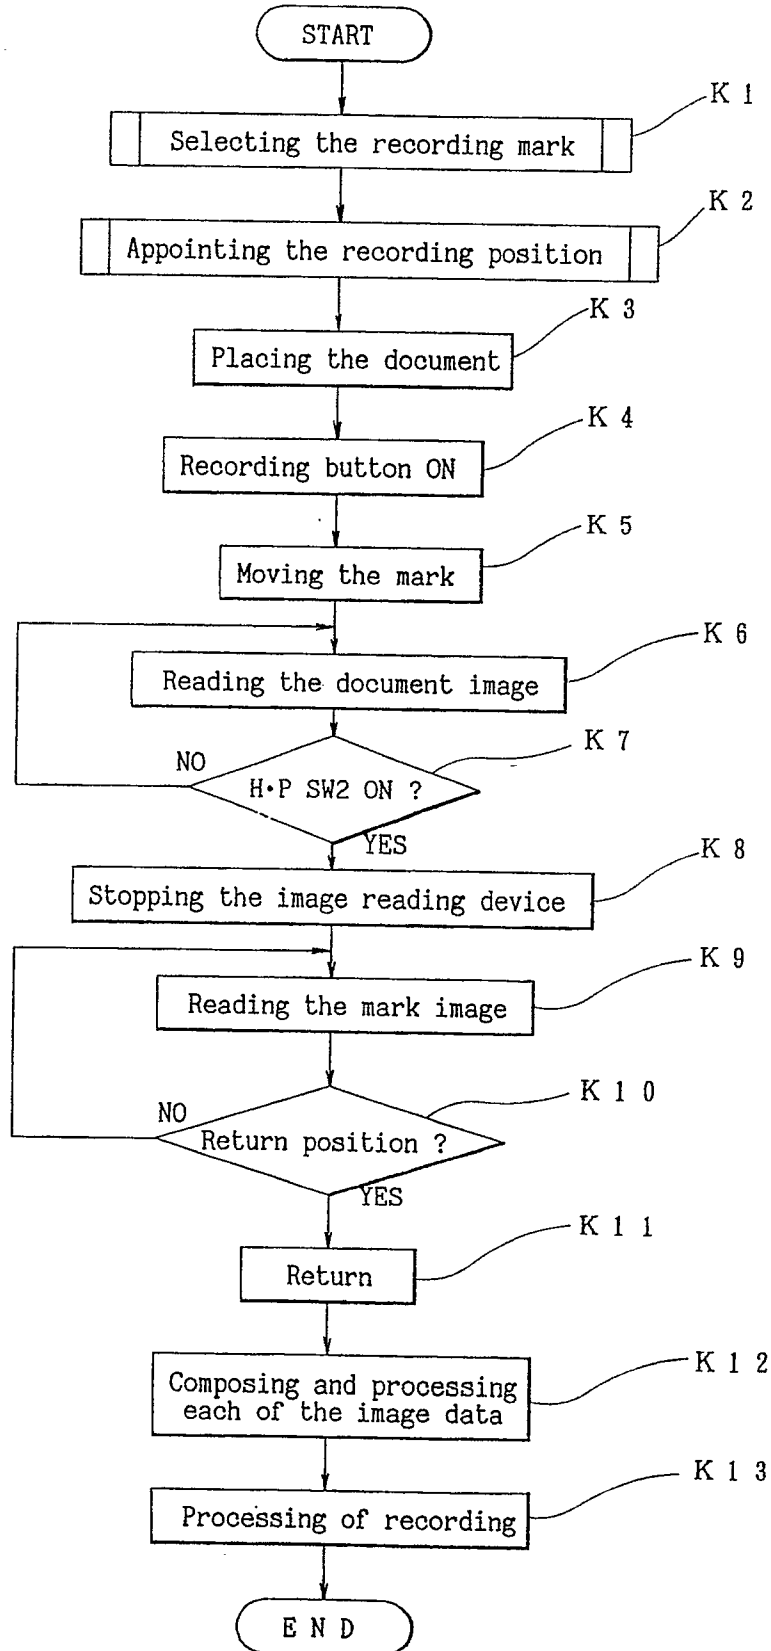 START
K 1
Selecting the recording mark
K 2
Appointing the recording position
K 3
Placing the document
K 4
Recording button ON
K 5
Moving the mark
K 6
Reading the document image
K 7
NO
H•P SW2 ON ?
YES
K 8
Stopping the image reading device
K 9
Reading the mark image
K 1 0
NO
Return position ?
YES
K 1 1
Return
K 1 2
Composing and processing
each of the image data
K 1 3
Processing of recording
E N D